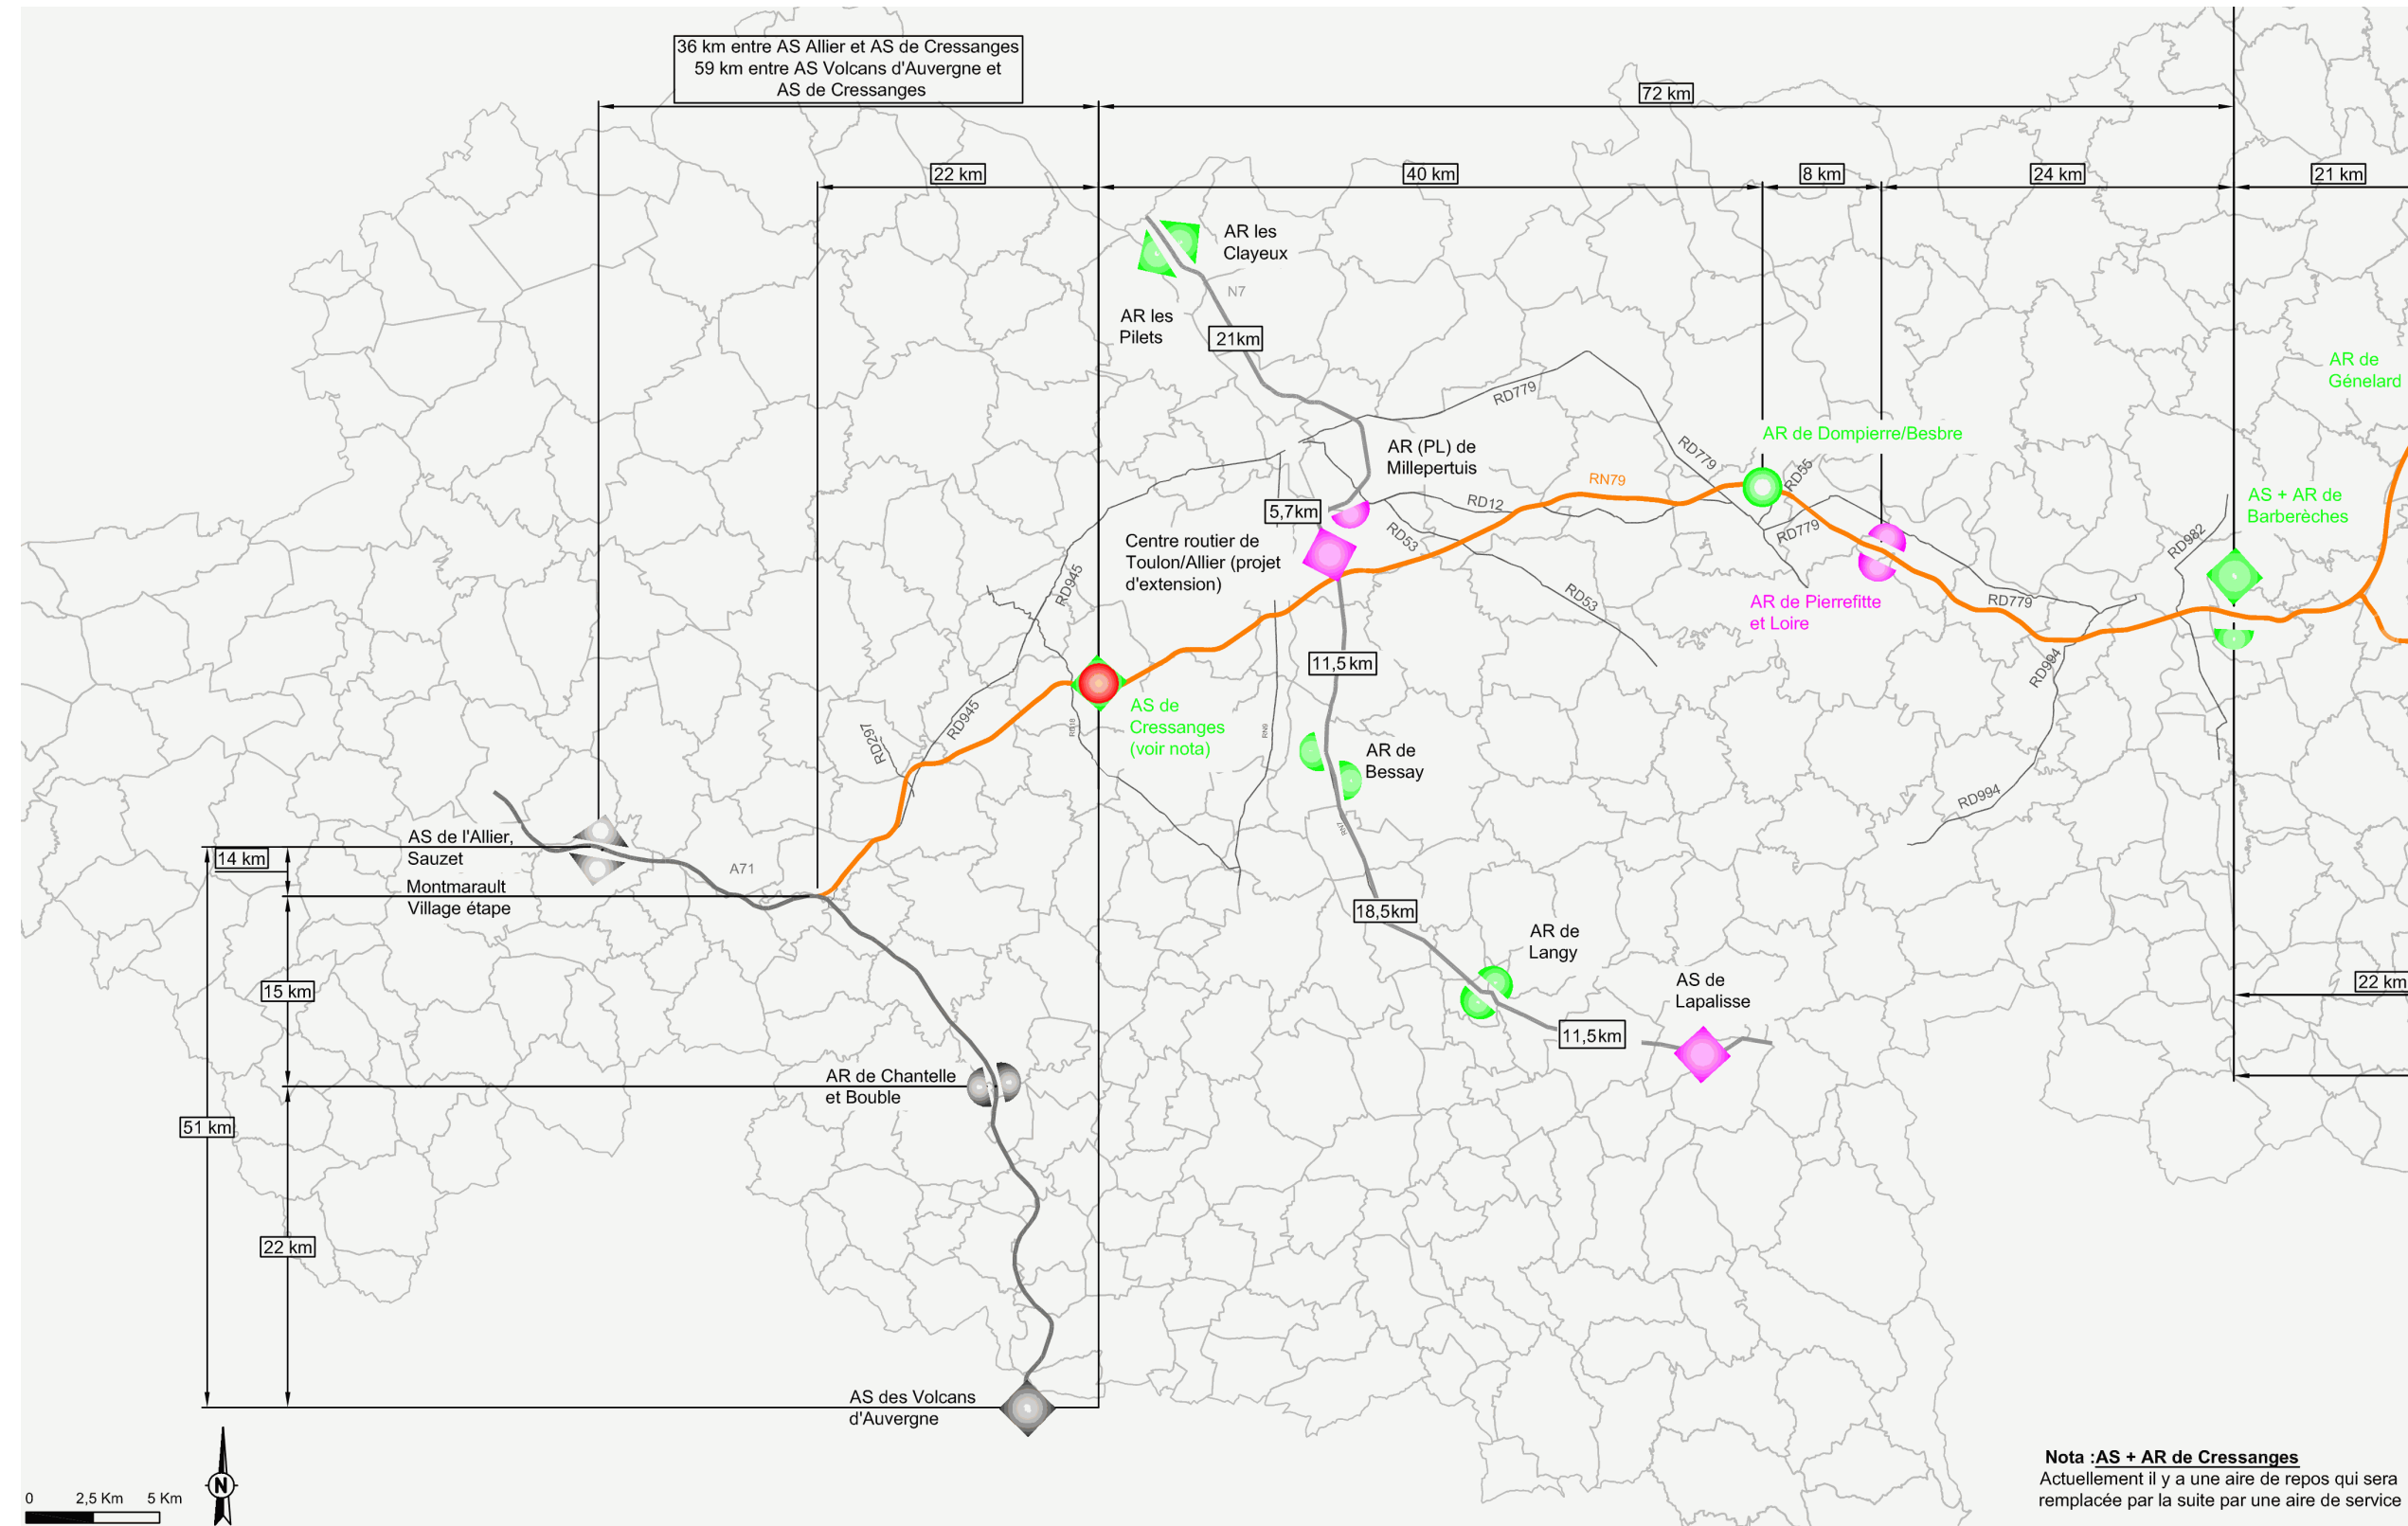 36 km entre AS Allier et AS de Cressanges
59 km entre AS Volcans d'Auvergne et
AS de Cressanges
72 km
22 km
40 km
8 km
24 km
21 km
AR les
Clayeux
N7
AR les
Pilets
21km
AR de
Génelard
RD779
AR de Dompierre/Besbre
AR (PL) de
Millepertuis
RD779
RD55
RN79
RD12
5,7km
AS + AR de
Barberèches
RD53
RD779
RD982
Centre routier de
Toulon/Allier (projet
d'extension)
RD945
RD53
AR de Pierrefitte
et Loire
RD779
11,5km
RD994
AS de
Cressanges
(voir nota)
RD945
RD297
RD18
RN9
AR de
Bessay
RD994
RN7
AS de l'Allier,
Sauzet
14 km
A71
Montmarault
Village étape
18,5km
AR de
Langy
AS de
Lapalisse
22 km
15 km
11,5km
AR de Chantelle
et Bouble
51 km
22 km
AS des Volcans
d'Auvergne
N
0 2,5 Km 5 Km
Nota :AS + AR de Cressanges
Actuellement il y a une aire de repos qui sera
remplacée par la suite par une aire de service